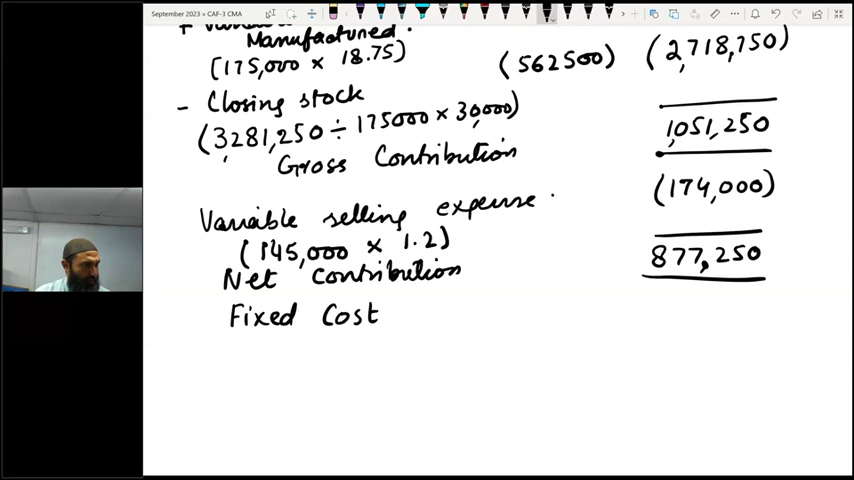 September 2023 » CAF-3 CMA
+
Manufactured.
[175,000 × 18.75) (562500) (2,718,750)
- Closing stock
(3,281,250 ÷ 175000 × 30,000)
Gross Contribution 1,051,250
Variable selling expense. (174,000)
(145,000 × 1.2)
Net Contribution 877,250
Fixed Cost